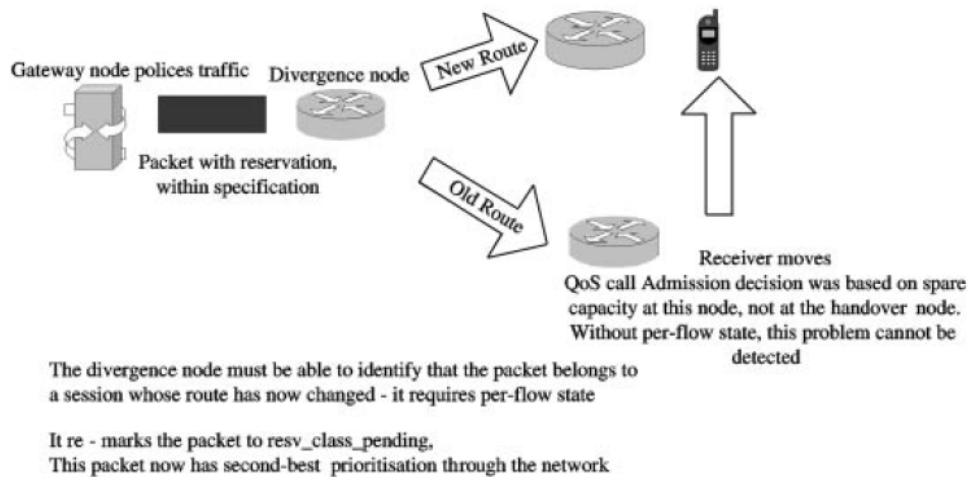 Gateway node polices traffic
Divergence node
New Route
Packet with reservation,
within specification
Old Route
Receiver moves
QoS call Admission decision was based on spare
capacity at this node, not at the handover node.
Without per-flow state, this problem cannot be
detected
The divergence node must be able to identify that the packet belongs to
a session whose route has now changed - it requires per-flow state
It re - marks the packet to resv_class_pending,
This packet now has second-best prioritisation through the network